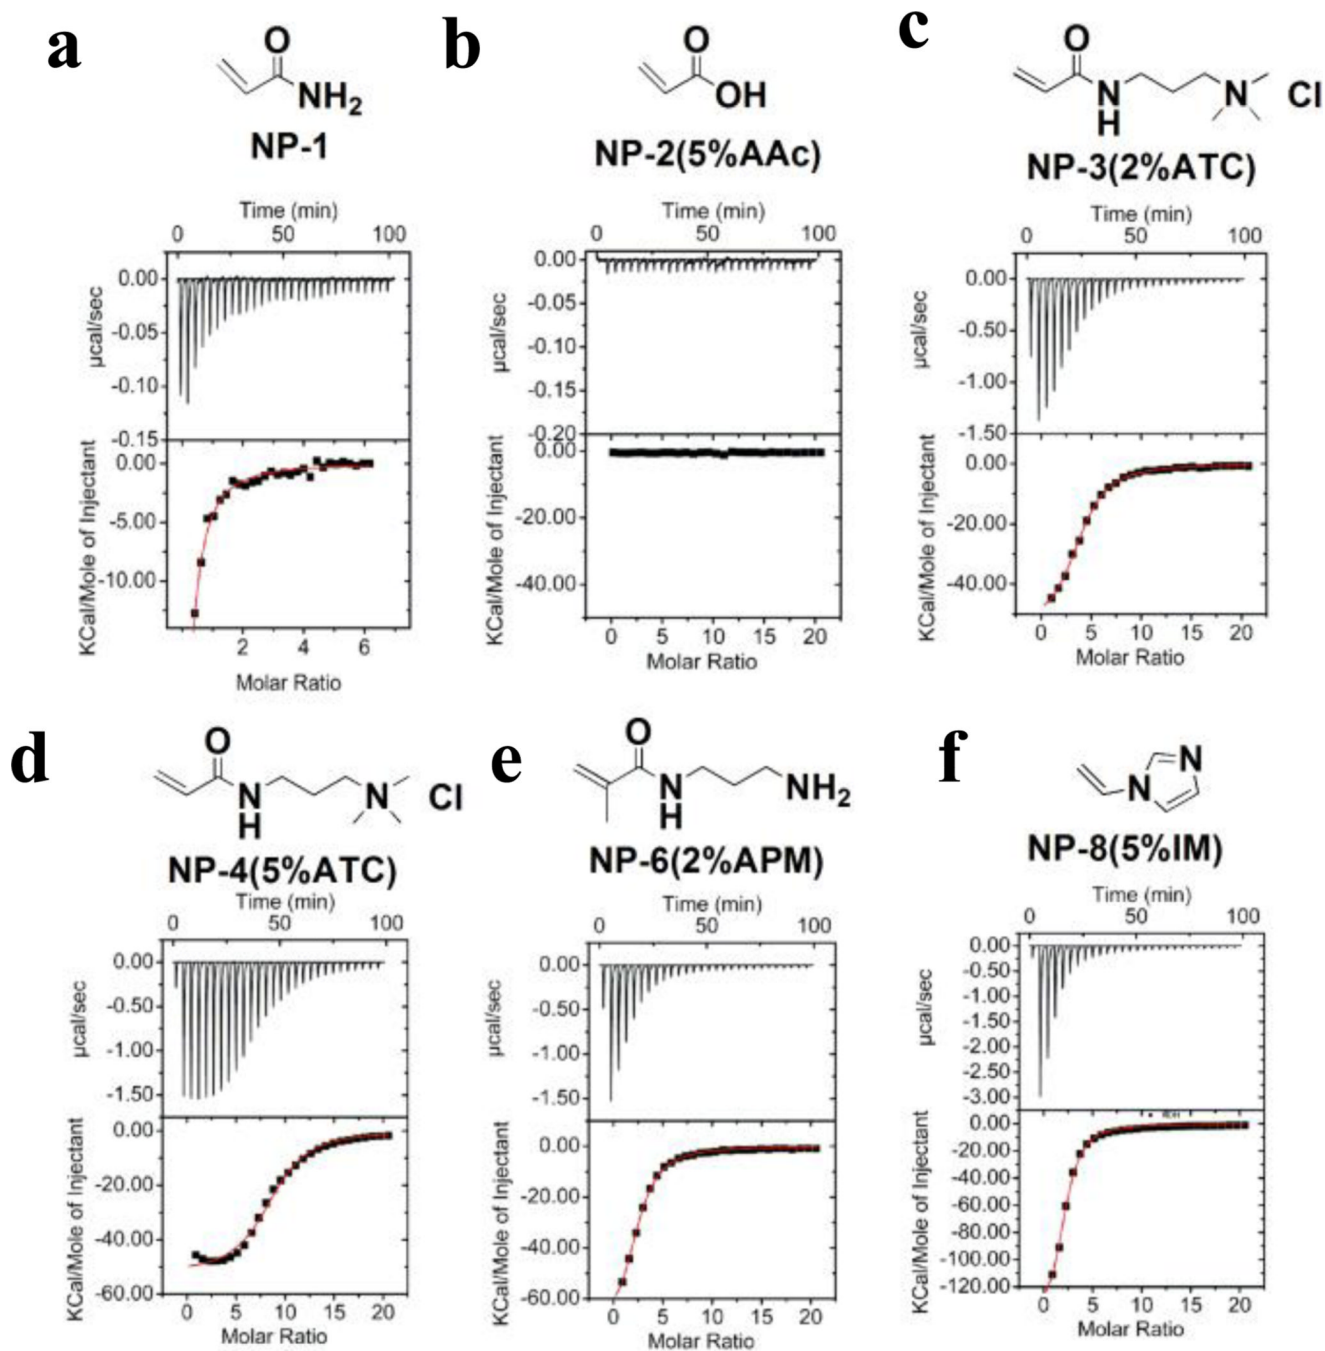 a
O
NH2
NP-1
Time (min)
0 50 100
µcal/sec
0.00
-0.05
-0.10
-0.15
KCal/Mole of Injectant
0.00
-5.00
-10.00
2 4 6
Molar Ratio
b
O
OH
NP-2(5%AAc)
Time (min)
0 50 100
µcal/sec
0.00
-0.05
-0.10
-0.15
-0.20
KCal/Mole of Injectant
0.00
-20.00
-40.00
0 5 10 15 20
Molar Ratio
c
O
N
H
N
Cl
NP-3(2%ATC)
Time (min)
0 50 100
µcal/sec
0.00
-0.50
-1.00
-1.50
KCal/Mole of Injectant
0.00
-20.00
-40.00
0 5 10 15 20
Molar Ratio
d
O
N
H
N
Cl
NP-4(5%ATC)
Time (min)
0 50 100
µcal/sec
0.00
-0.50
-1.00
-1.50
KCal/Mole of Injectant
0.00
-20.00
-40.00
-60.00
0 5 10 15 20
Molar Ratio
e
O
N
H
NH2
NP-6(2%APM)
Time (min)
0 50 100
µcal/sec
0.00
-0.50
-1.00
-1.50
KCal/Mole of Injectant
0.00
-20.00
-40.00
-60.00
0 5 10 15 20
Molar Ratio
f
N
N
NP-8(5%IM)
Time (min)
0 50 100
µcal/sec
0.00
-0.50
-1.00
-1.50
-2.00
-2.50
-3.00
KCal/Mole of Injectant
0.00
-20.00
-40.00
-60.00
-80.00
-100.00
-120.00
0 5 10 15 20
Molar Ratio